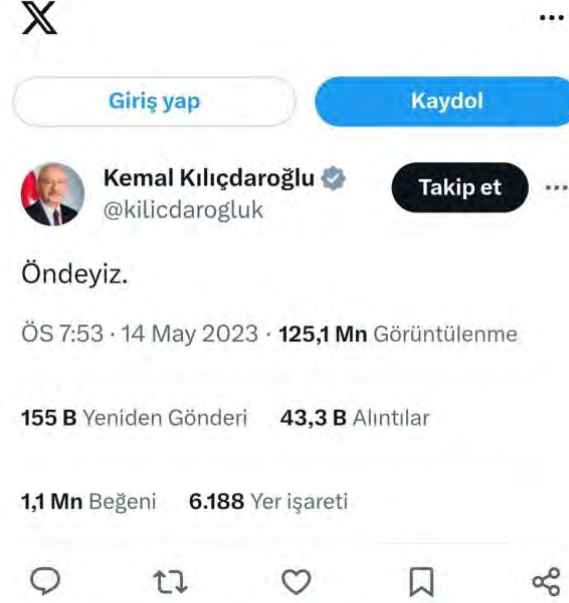 Giriş yap
Kaydol
Kemal Kılıçdaroğlu
Takip et
@kilicdarogluk
Öndeyiz.
ÖS 7:53 · 14 May 2023 · 125,1 Mn Görüntülenme
155 B Yeniden Gönderi 43,3 B Alıntılar
1,1 Mn Beğeni 6.188 Yer işareti